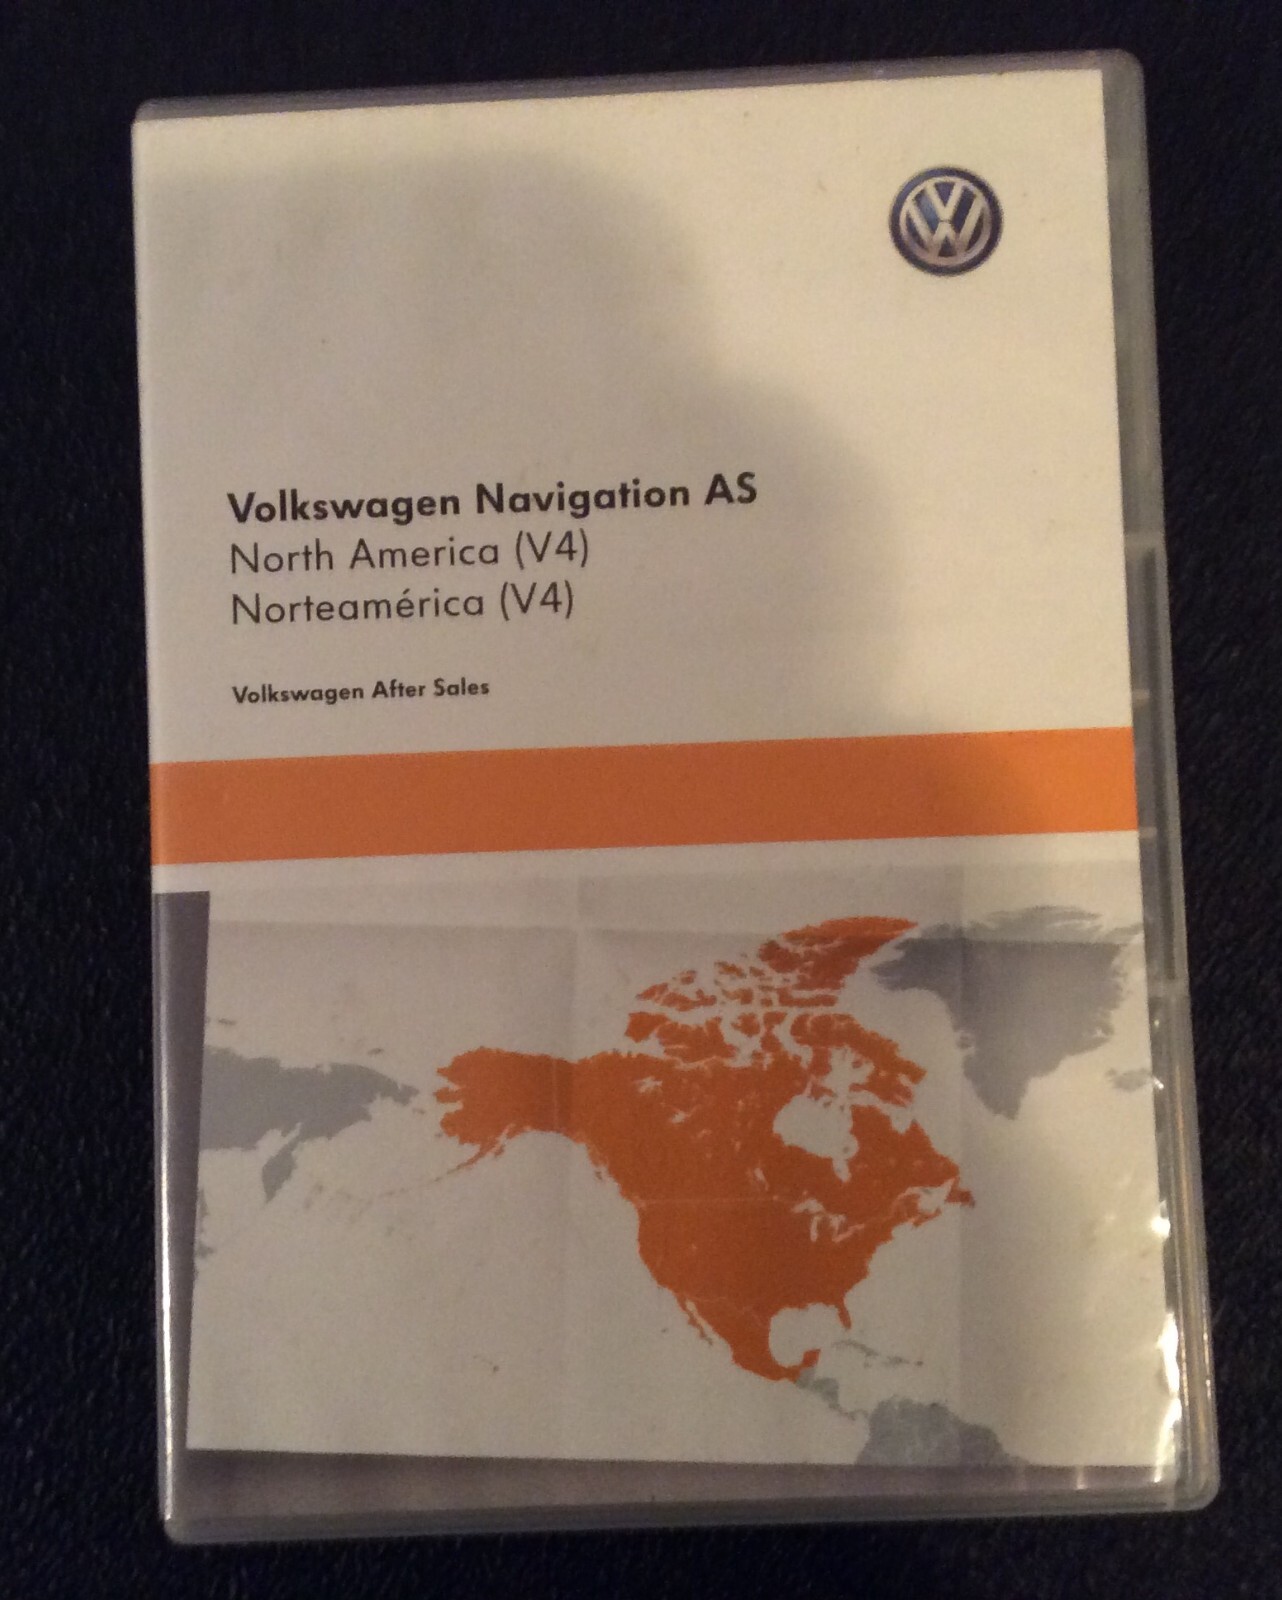 Volkswagen Navigation AS
North America (V4)
Norteamérica (V4)
Volkswagen After Sales